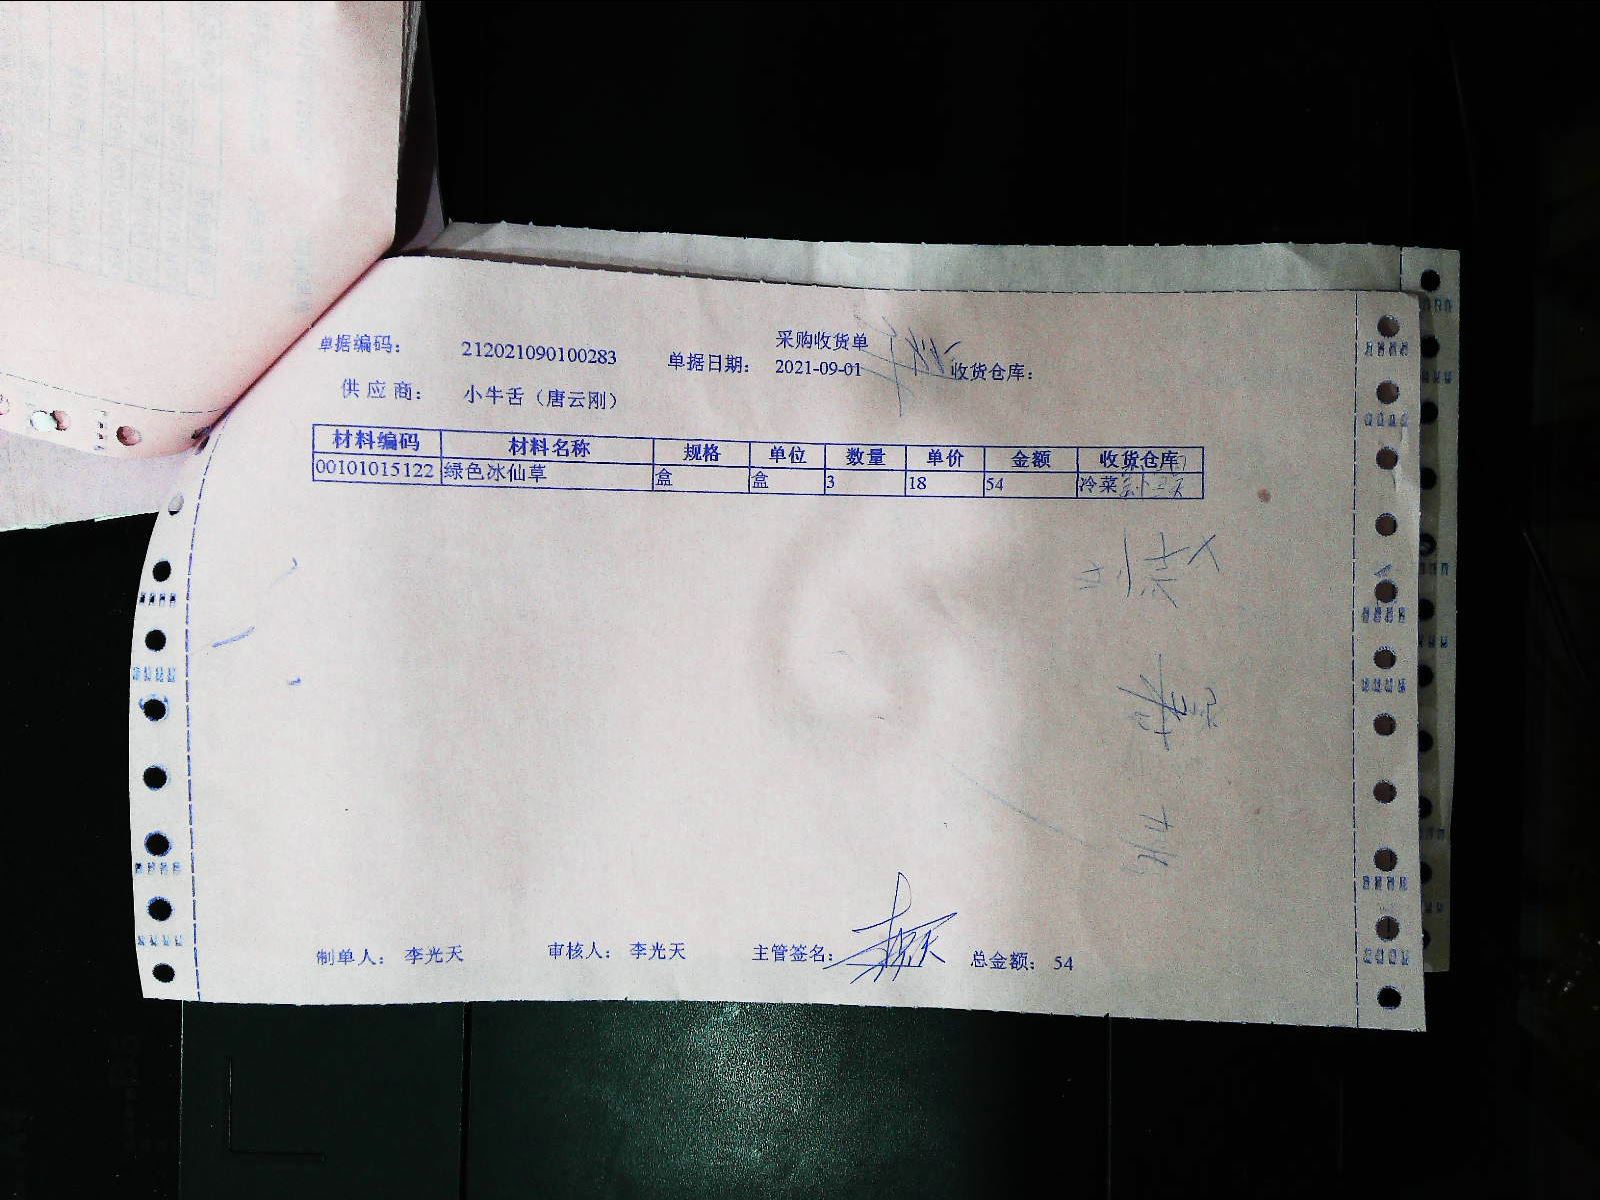 采购收货单
单据编码： 212021090100283 单据日期： 2021-09-01 收货仓库：
供应商： 小牛舌（唐云刚）
材料编码 材料名称 规格 单位 数量 单价 金额 收货仓库
00101015122 绿色冰仙草 盒 盒 3 18 54 冷菜
制单人： 李光天 审核人： 李光天 主管签名： 总金额： 54